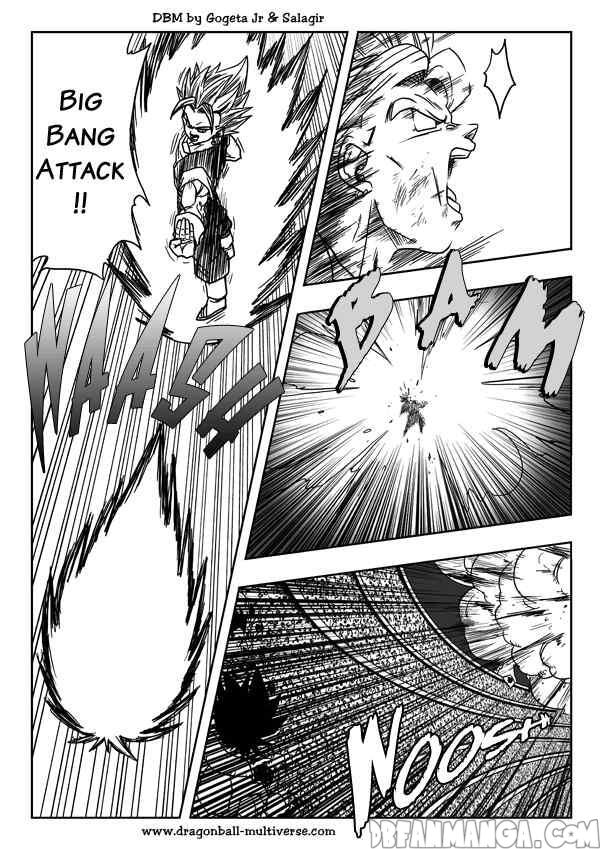 DBM by Gogeta Jr & Salagir
BIG
BANG
ATTACK
!!
WAASH
BAM
WOOSH
www.dragonball-multiverse.com
DBFANMANGA.COM